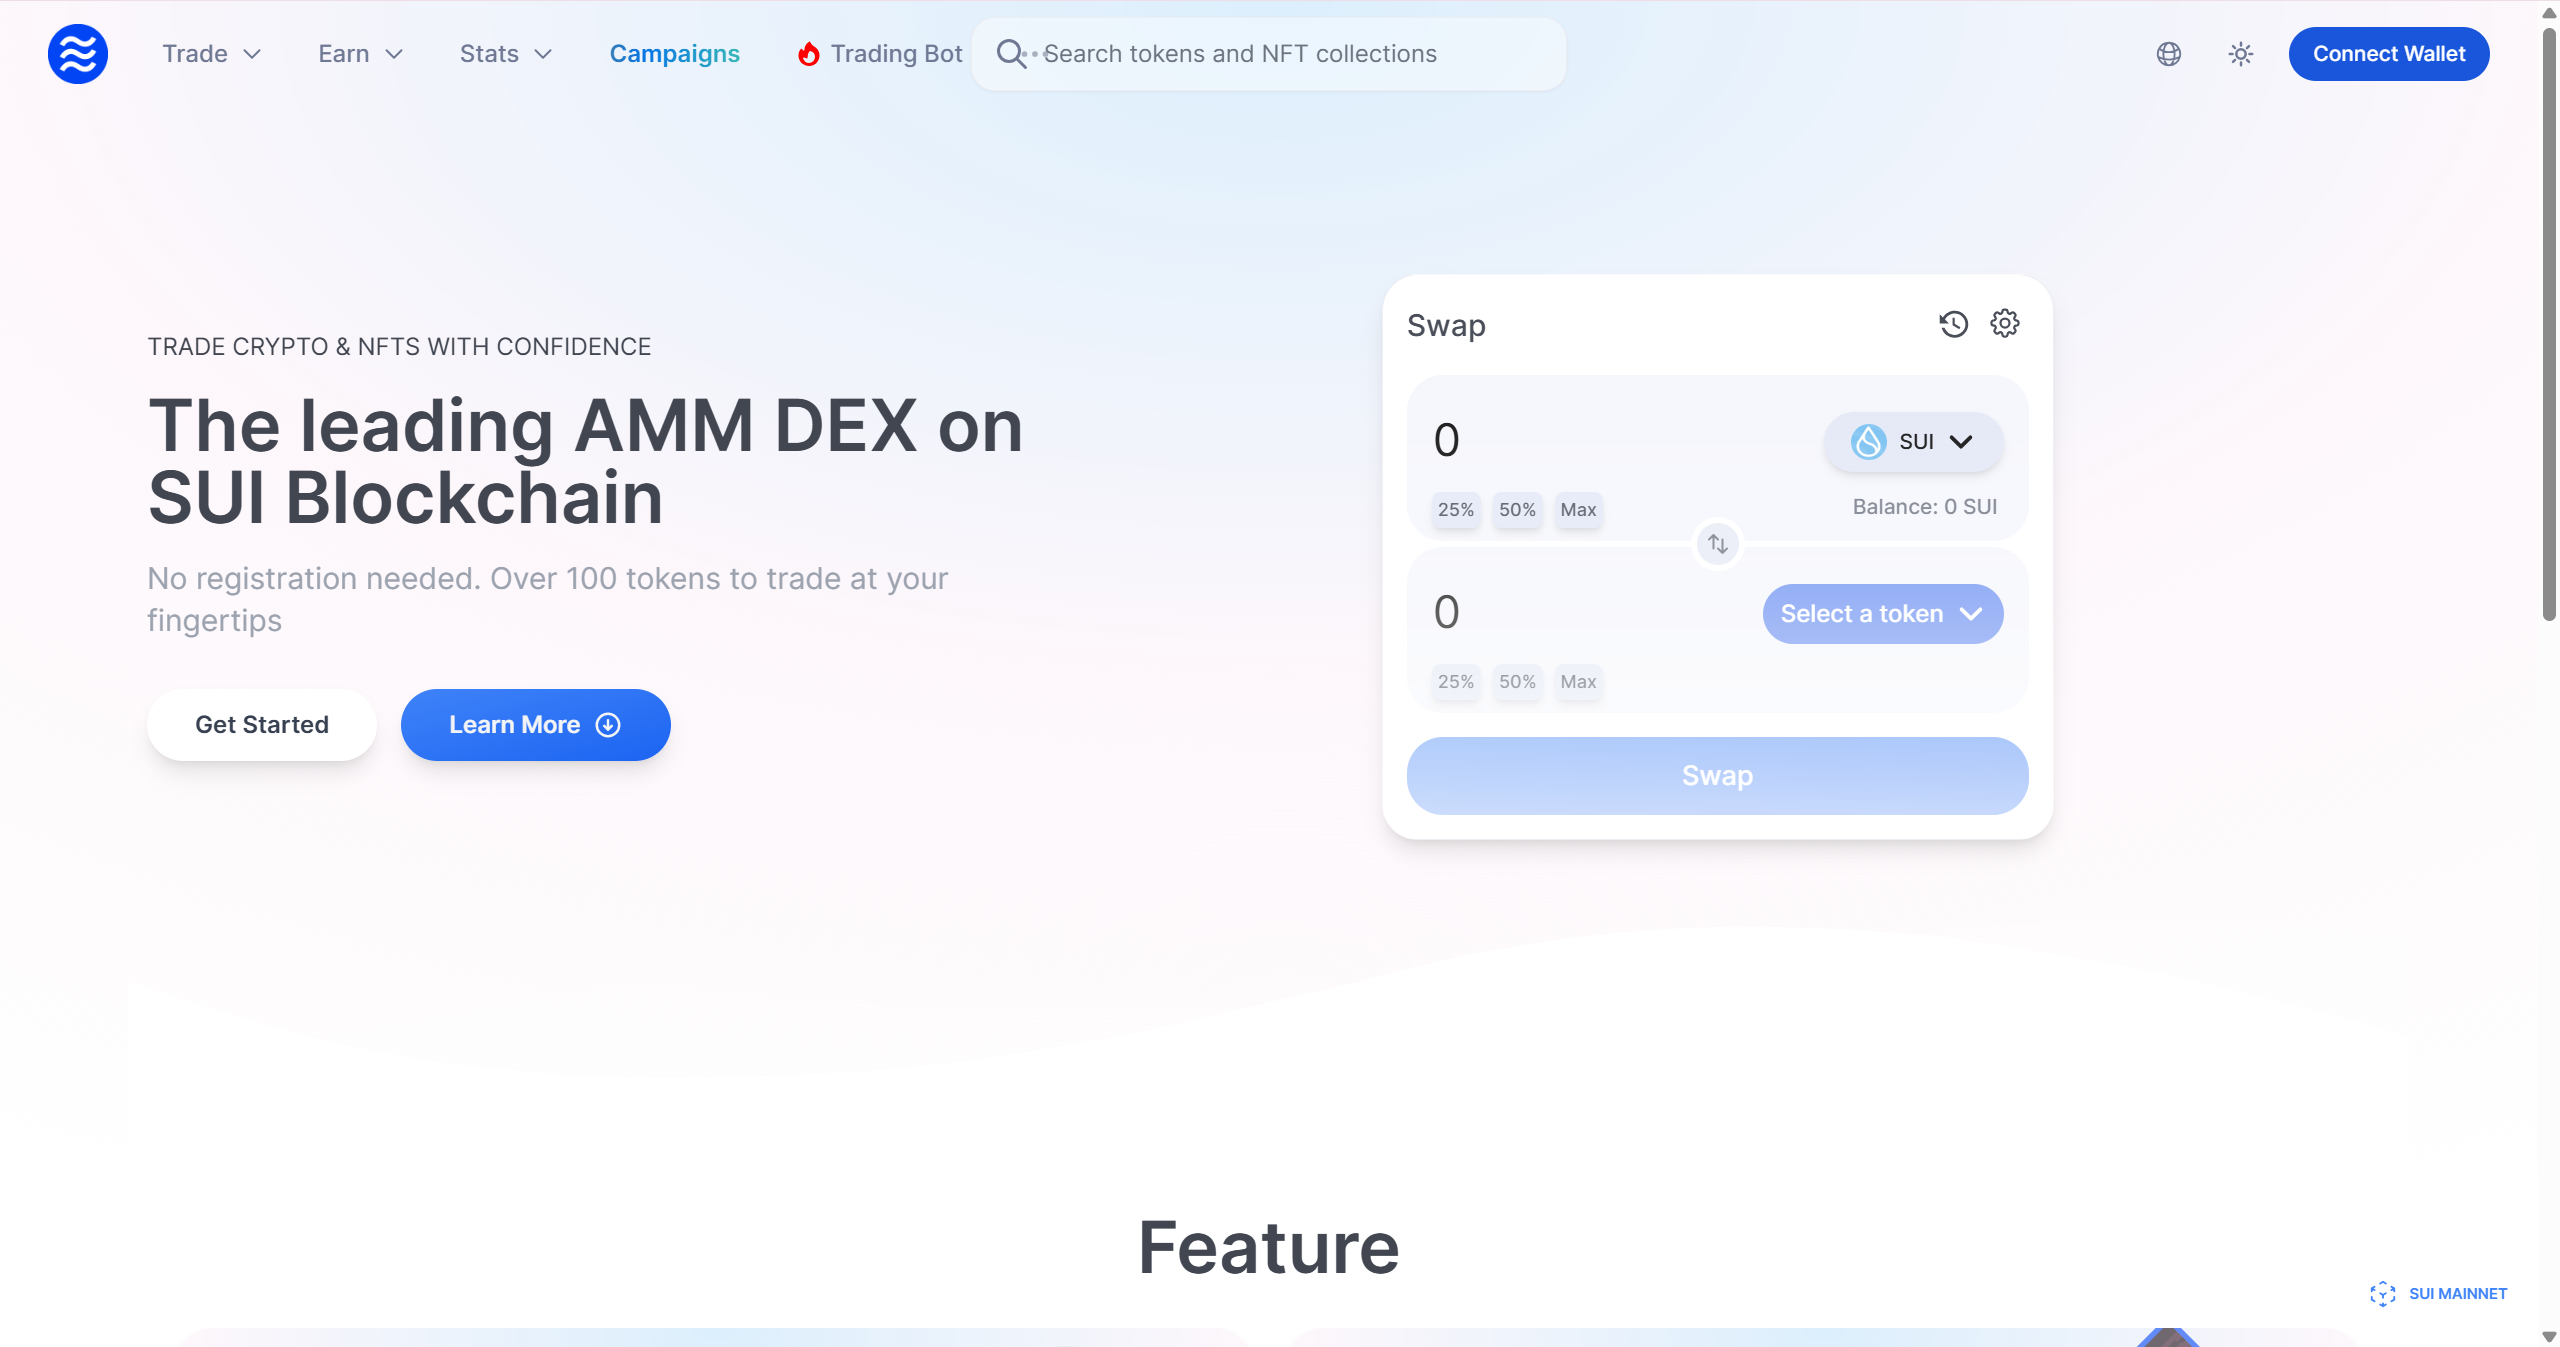 Trade
Earn
Stats
Campaigns
Trading Bot
Search tokens and NFT collections
Connect Wallet
TRADE CRYPTO & NFTS WITH CONFIDENCE
The leading AMM DEX on
SUI Blockchain
No registration needed. Over 100 tokens to trade at your
fingertips
Get Started
Learn More
Swap
0
SUI
25% 50% Max
Balance: 0 SUI
0
Select a token
25% 50% Max
Swap
Feature
SUI MAINNET